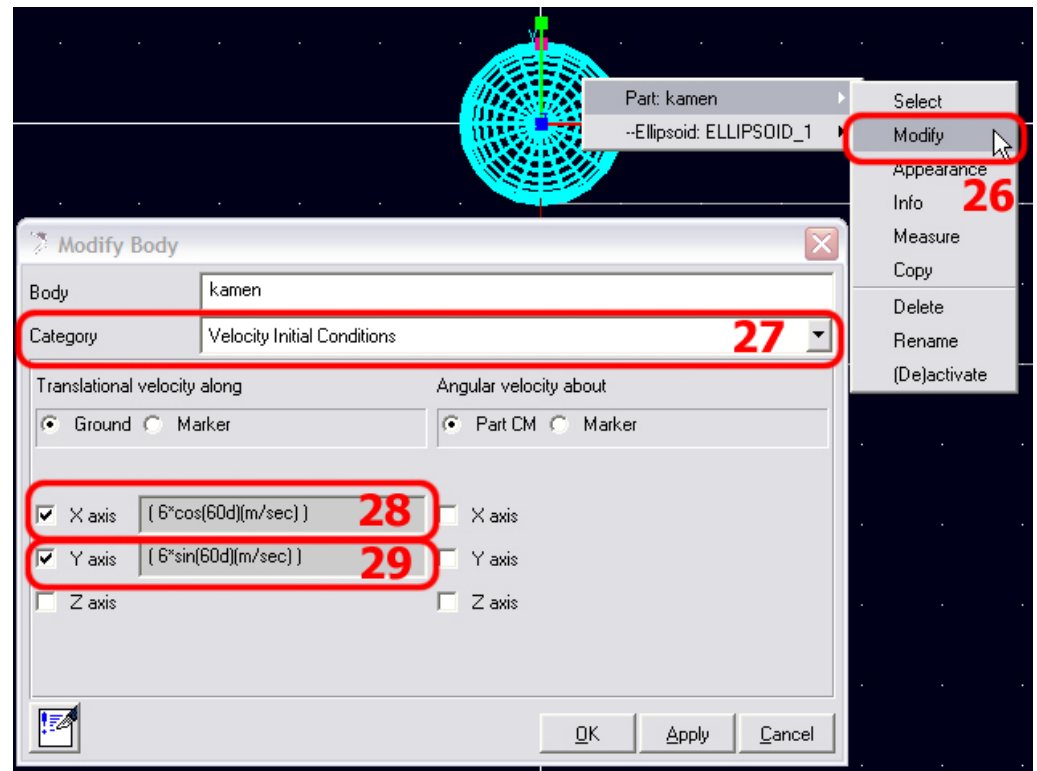 Part: kamen
--Ellipsoid: ELLIPSOID_1
Select
Modify
Appearance
26
Info
Measure
Copy
Delete
Rename
(De)activate
Modify Body
Body kamen
Category Velocity Initial Conditions 27
Translational velocity along Angular velocity about
Ground Marker Part CM Marker
X axis ( 6*cos(60d)(m/sec) ) 28 X axis
Y axis ( 6*sin(60d)(m/sec) ) 29 Y axis
Z axis Z axis
OK Apply Cancel